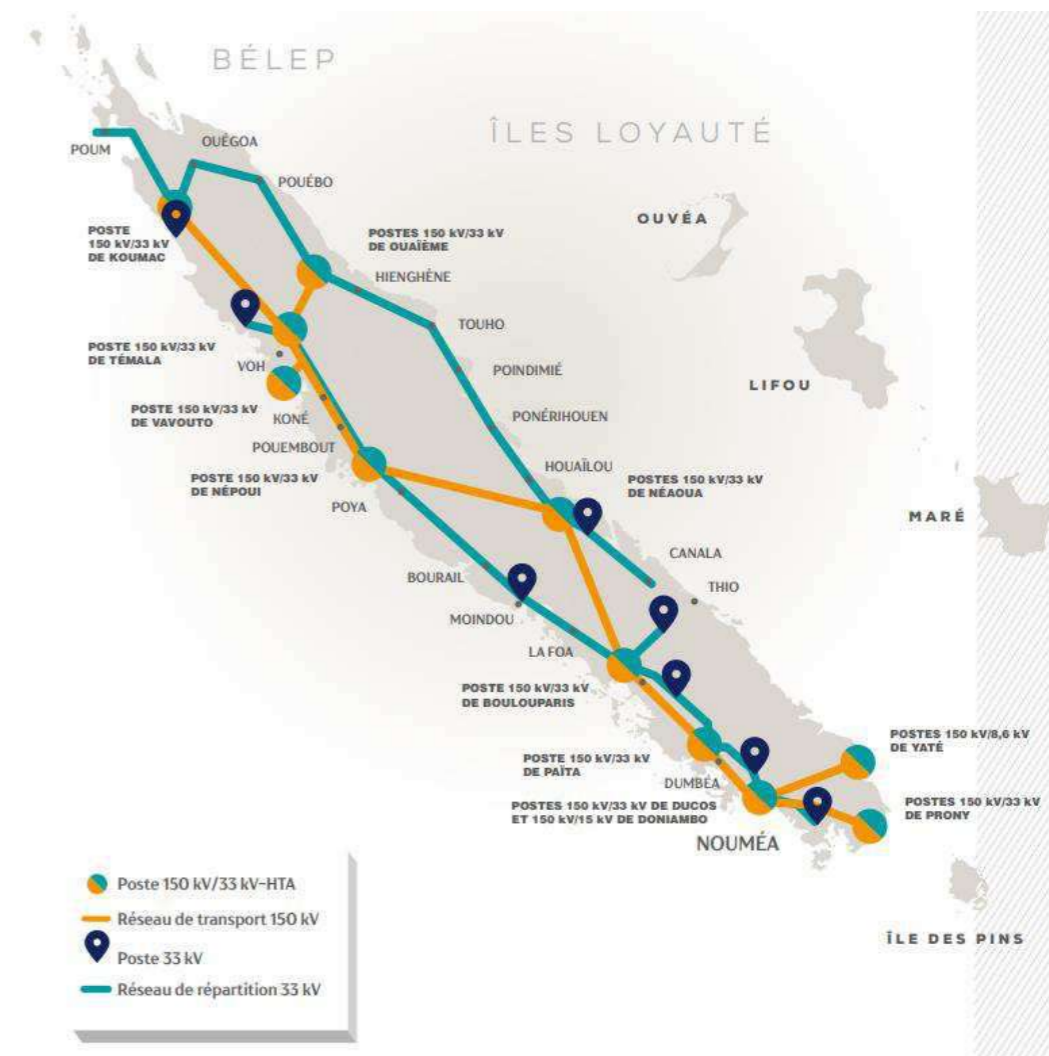 BÉLEP
ÎLES LOYAUTÉ
POUM
OUÉGOA
POUÉBO
OUVÉA
POSTE
150 kV/33 kV
DE KOUMAC
POSTES 150 kV/33 kV
DE OUAÏÈME
HIENGHÈNE
TOUHO
POSTE 150 kV/33 kV
DE TÉMALA
VOH
POINDIMIÉ
LIFOU
POSTE 150 kV/33 kV
DE VAVOUTO
KONÉ
PONÉRIHOUEN
POUEMBOUT
HOUAÏLOU
POSTE 150 kV/33 kV
DE NÉPOUI
POSTES 150 kV/33 kV
DE NÉAOUA
POYA
MARÉ
CANALA
BOURAIL
THIO
MOINDOU
LA FOA
POSTE 150 kV/33 kV
DE BOULOUPARIS
POSTES 150 kV/8,6 kV
DE YATÉ
POSTE 150 kV/33 kV
DE PAÏTA
DUMBÉA
POSTES 150 kV/33 kV DE DUCOS
ET 150 kV/15 kV DE DONIAMBO
POSTES 150 kV/33 kV
DE PRONY
NOUMÉA
ÎLE DES PINS
Poste 150 kV/33 kV-HTA
Réseau de transport 150 kV
Poste 33 kV
Réseau de répartition 33 kV